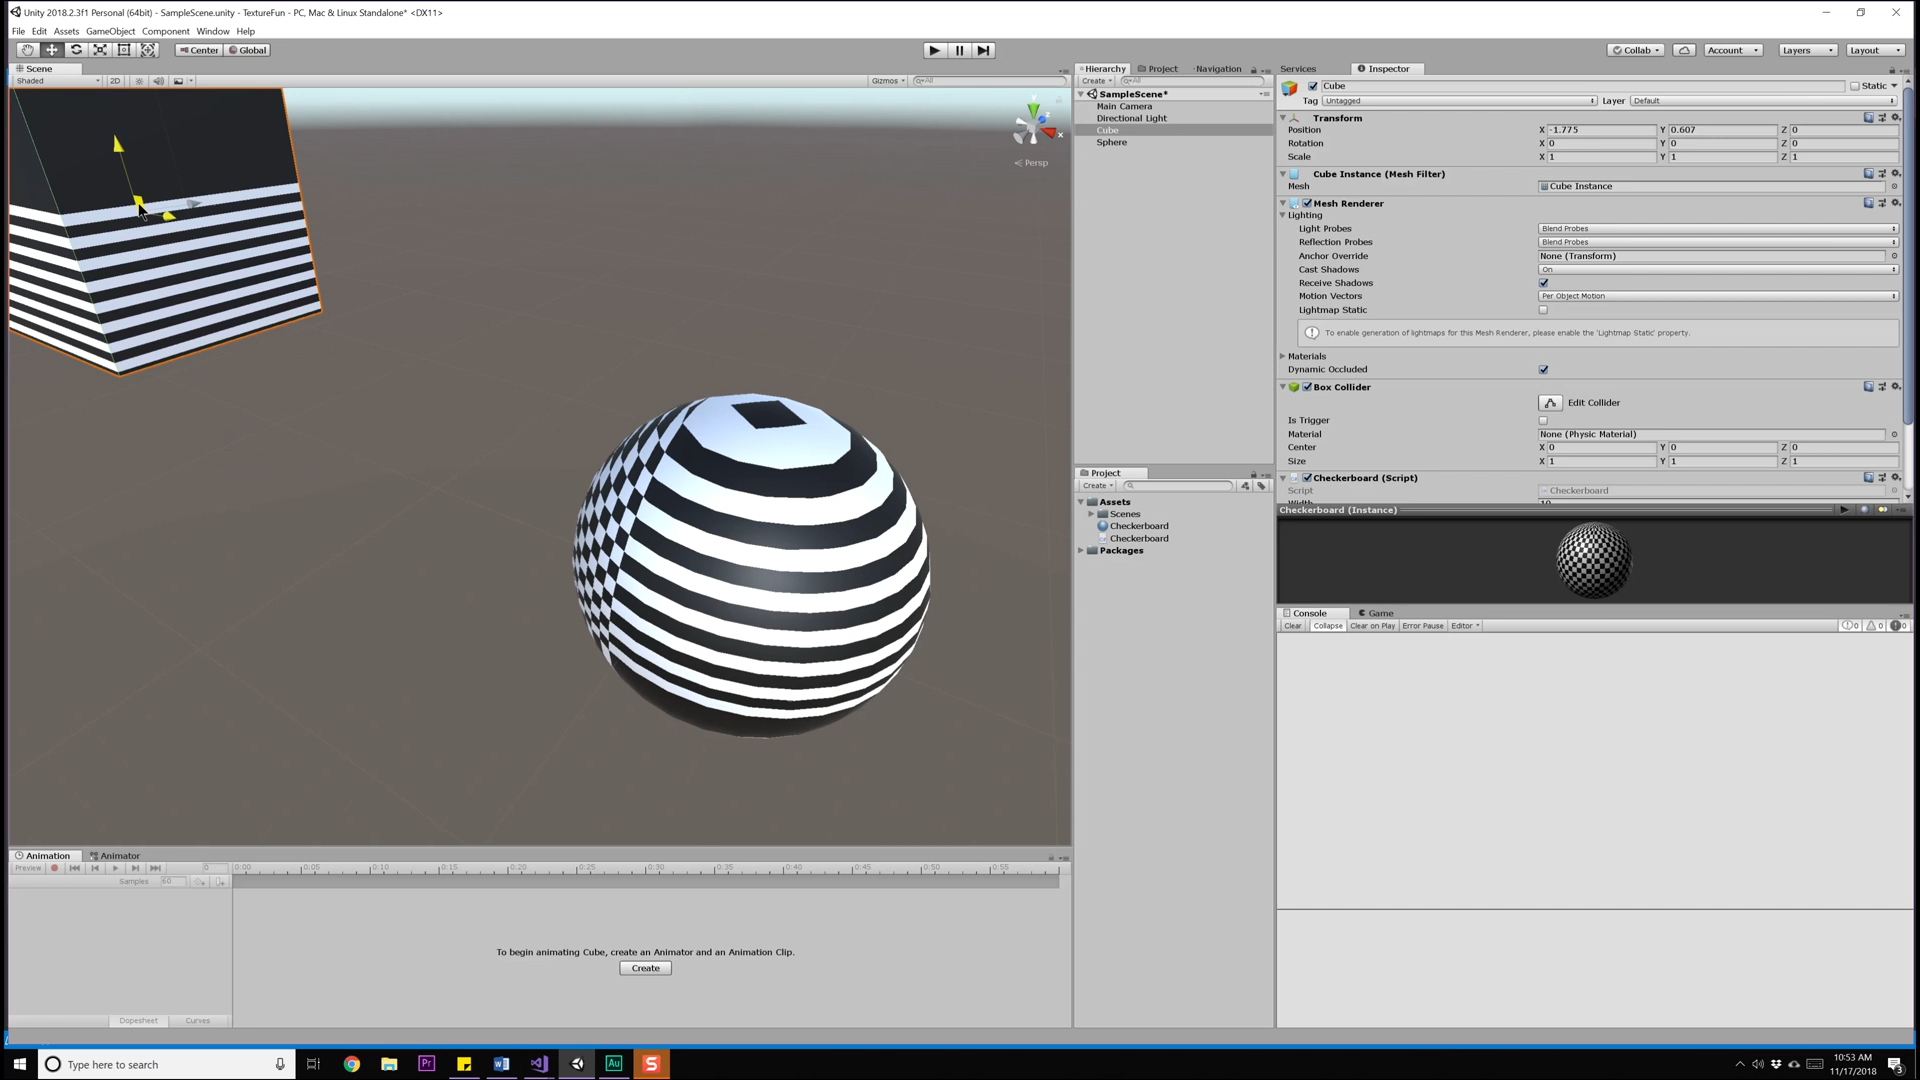 Unity 2018.2.3f1 Personal (64bit) - SampleScene.unity - TextureFun - PC, Mac & Linux Standalone* <DX11>
File Edit Assets GameObject Component Window Help
Center Global
Collab Account Layers Layout
Scene
Shaded 2D Gizmos All
Persp
Hierarchy Project Navigation
Create All
SampleScene*
Main Camera
Directional Light
Cube
Sphere
Project
Create
Assets
Scenes
Checkerboard
Checkerboard
Packages
Services Inspector
Cube Static
Tag Untagged Layer Default
Transform
Position X -1.775 Y 0.607 Z 0
Rotation X 0 Y 0 Z 0
Scale X 1 Y 1 Z 1
Cube Instance (Mesh Filter)
Mesh Cube Instance
Mesh Renderer
Lighting
Light Probes Blend Probes
Reflection Probes Blend Probes
Anchor Override None (Transform)
Cast Shadows On
Receive Shadows
Motion Vectors Per Object Motion
Lightmap Static
To enable generation of lightmaps for this Mesh Renderer, please enable the 'Lightmap Static' property.
Materials
Dynamic Occluded
Box Collider
Edit Collider
Is Trigger
Material None (Physic Material)
Center X 0 Y 0 Z 0
Size X 1 Y 1 Z 1
Checkerboard (Script)
Script Checkerboard
Checkerboard (Instance)
Console Game
Clear Collapse Clear on Play Error Pause Editor 0 0 0
Animation Animator
Preview 0 0:00 0:05 0:10 0:15 0:20 0:25 0:30 0:35 0:40 0:45 0:50 0:55
Samples 60
To begin animating Cube, create an Animator and an Animation Clip.
Create
Dopesheet Curves
Type here to search
10:53 AM
11/17/2018
3